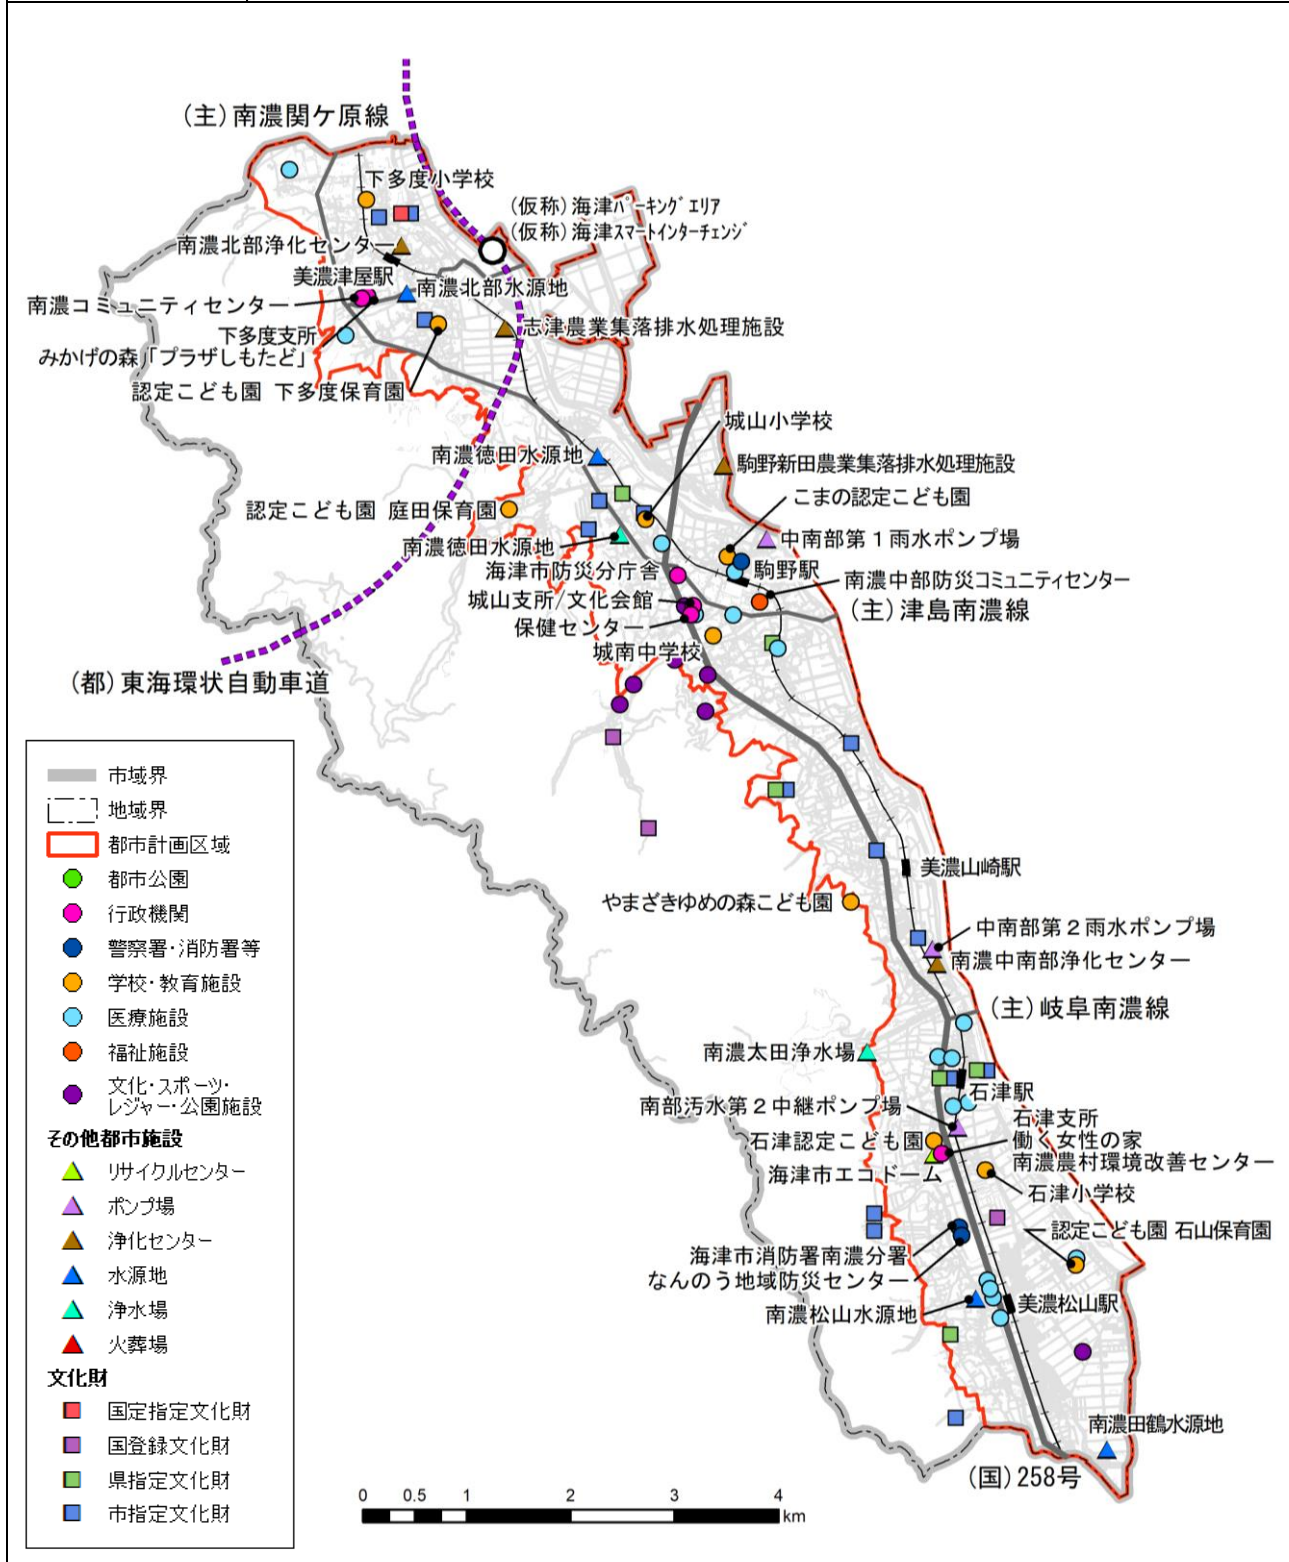 (主)南濃関ケ原線
下多度小学校
(仮称)海津ﾊﾟｰｷﾝｸﾞｴﾘｱ
(仮称)海津ｽﾏｰﾄｲﾝﾀｰﾁｪﾝｼﾞ
南濃北部浄化センター
美濃津屋駅
南濃北部水源地
南濃コミュニティセンター
下多度支所
志津農業集落排水処理施設
みかげの森「プラザしもたど」
認定こども園 下多度保育園
城山小学校
南濃徳田水源地
駒野新田農業集落排水処理施設
こまの認定こども園
認定こども園 庭田保育園
中南部第１雨水ポンプ場
南濃徳田水源地
海津市防災分庁舎
駒野駅
南濃中部防災コミュニティセンター
城山支所/文化会館
(主)津島南濃線
保健センター
城南中学校
(都)東海環状自動車道
市域界
地域界
都市計画区域
都市公園
行政機関
警察署・消防署等
学校・教育施設
医療施設
福祉施設
文化・スポーツ・
レジャー・公園施設
その他都市施設
リサイクルセンター
ポンプ場
浄化センター
水源地
浄水場
火葬場
文化財
国定指定文化財
国登録文化財
県指定文化財
市指定文化財
美濃山崎駅
やまざきゆめの森こども園
中南部第２雨水ポンプ場
南濃中南部浄化センター
(主)岐阜南濃線
南濃太田浄水場
石津駅
南部汚水第２中継ポンプ場
石津支所
石津認定こども園
働く女性の家
南濃農村環境改善センター
海津市エコドーム
石津小学校
認定こども園 石山保育園
海津市消防署南濃分署
なんのう地域防災センター
南濃松山水源地
美濃松山駅
南濃田鶴水源地
(国)258号
0 0.5 1 2 3 4
km